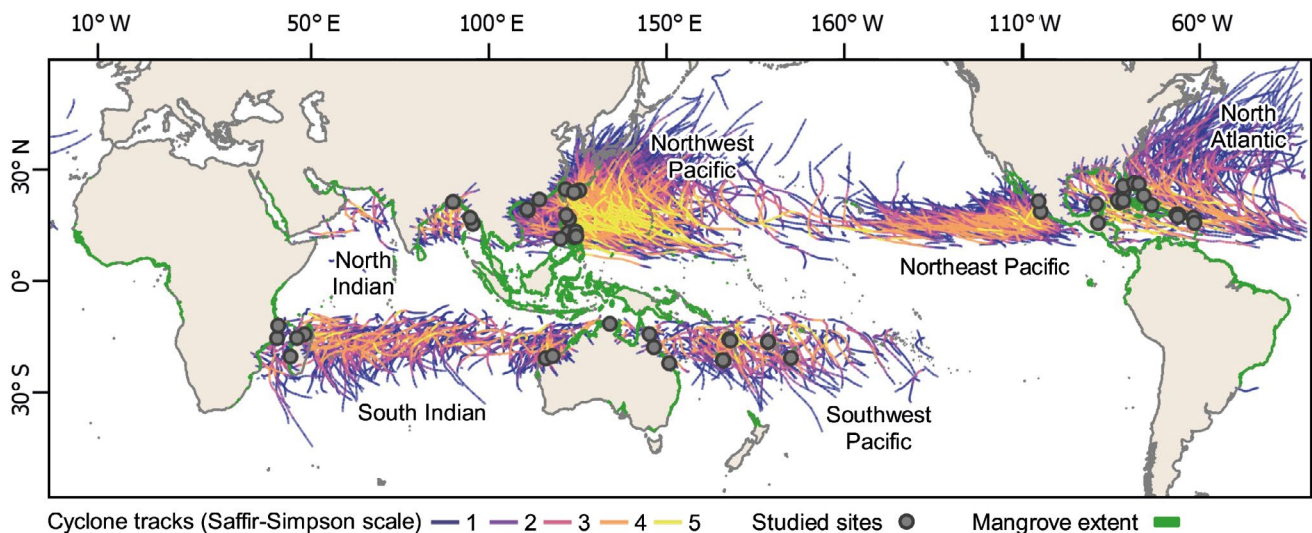 10° W 50° E 100° E 150° E 160° W 110° W 60° W
30° N
0°
30° S
Northwest
Pacific
North
Atlantic
North
Indian
Northeast Pacific
South Indian
Southwest
Pacific
Cyclone tracks (Saffir-Simpson scale) 1 2 3 4 5 Studied sites Mangrove extent